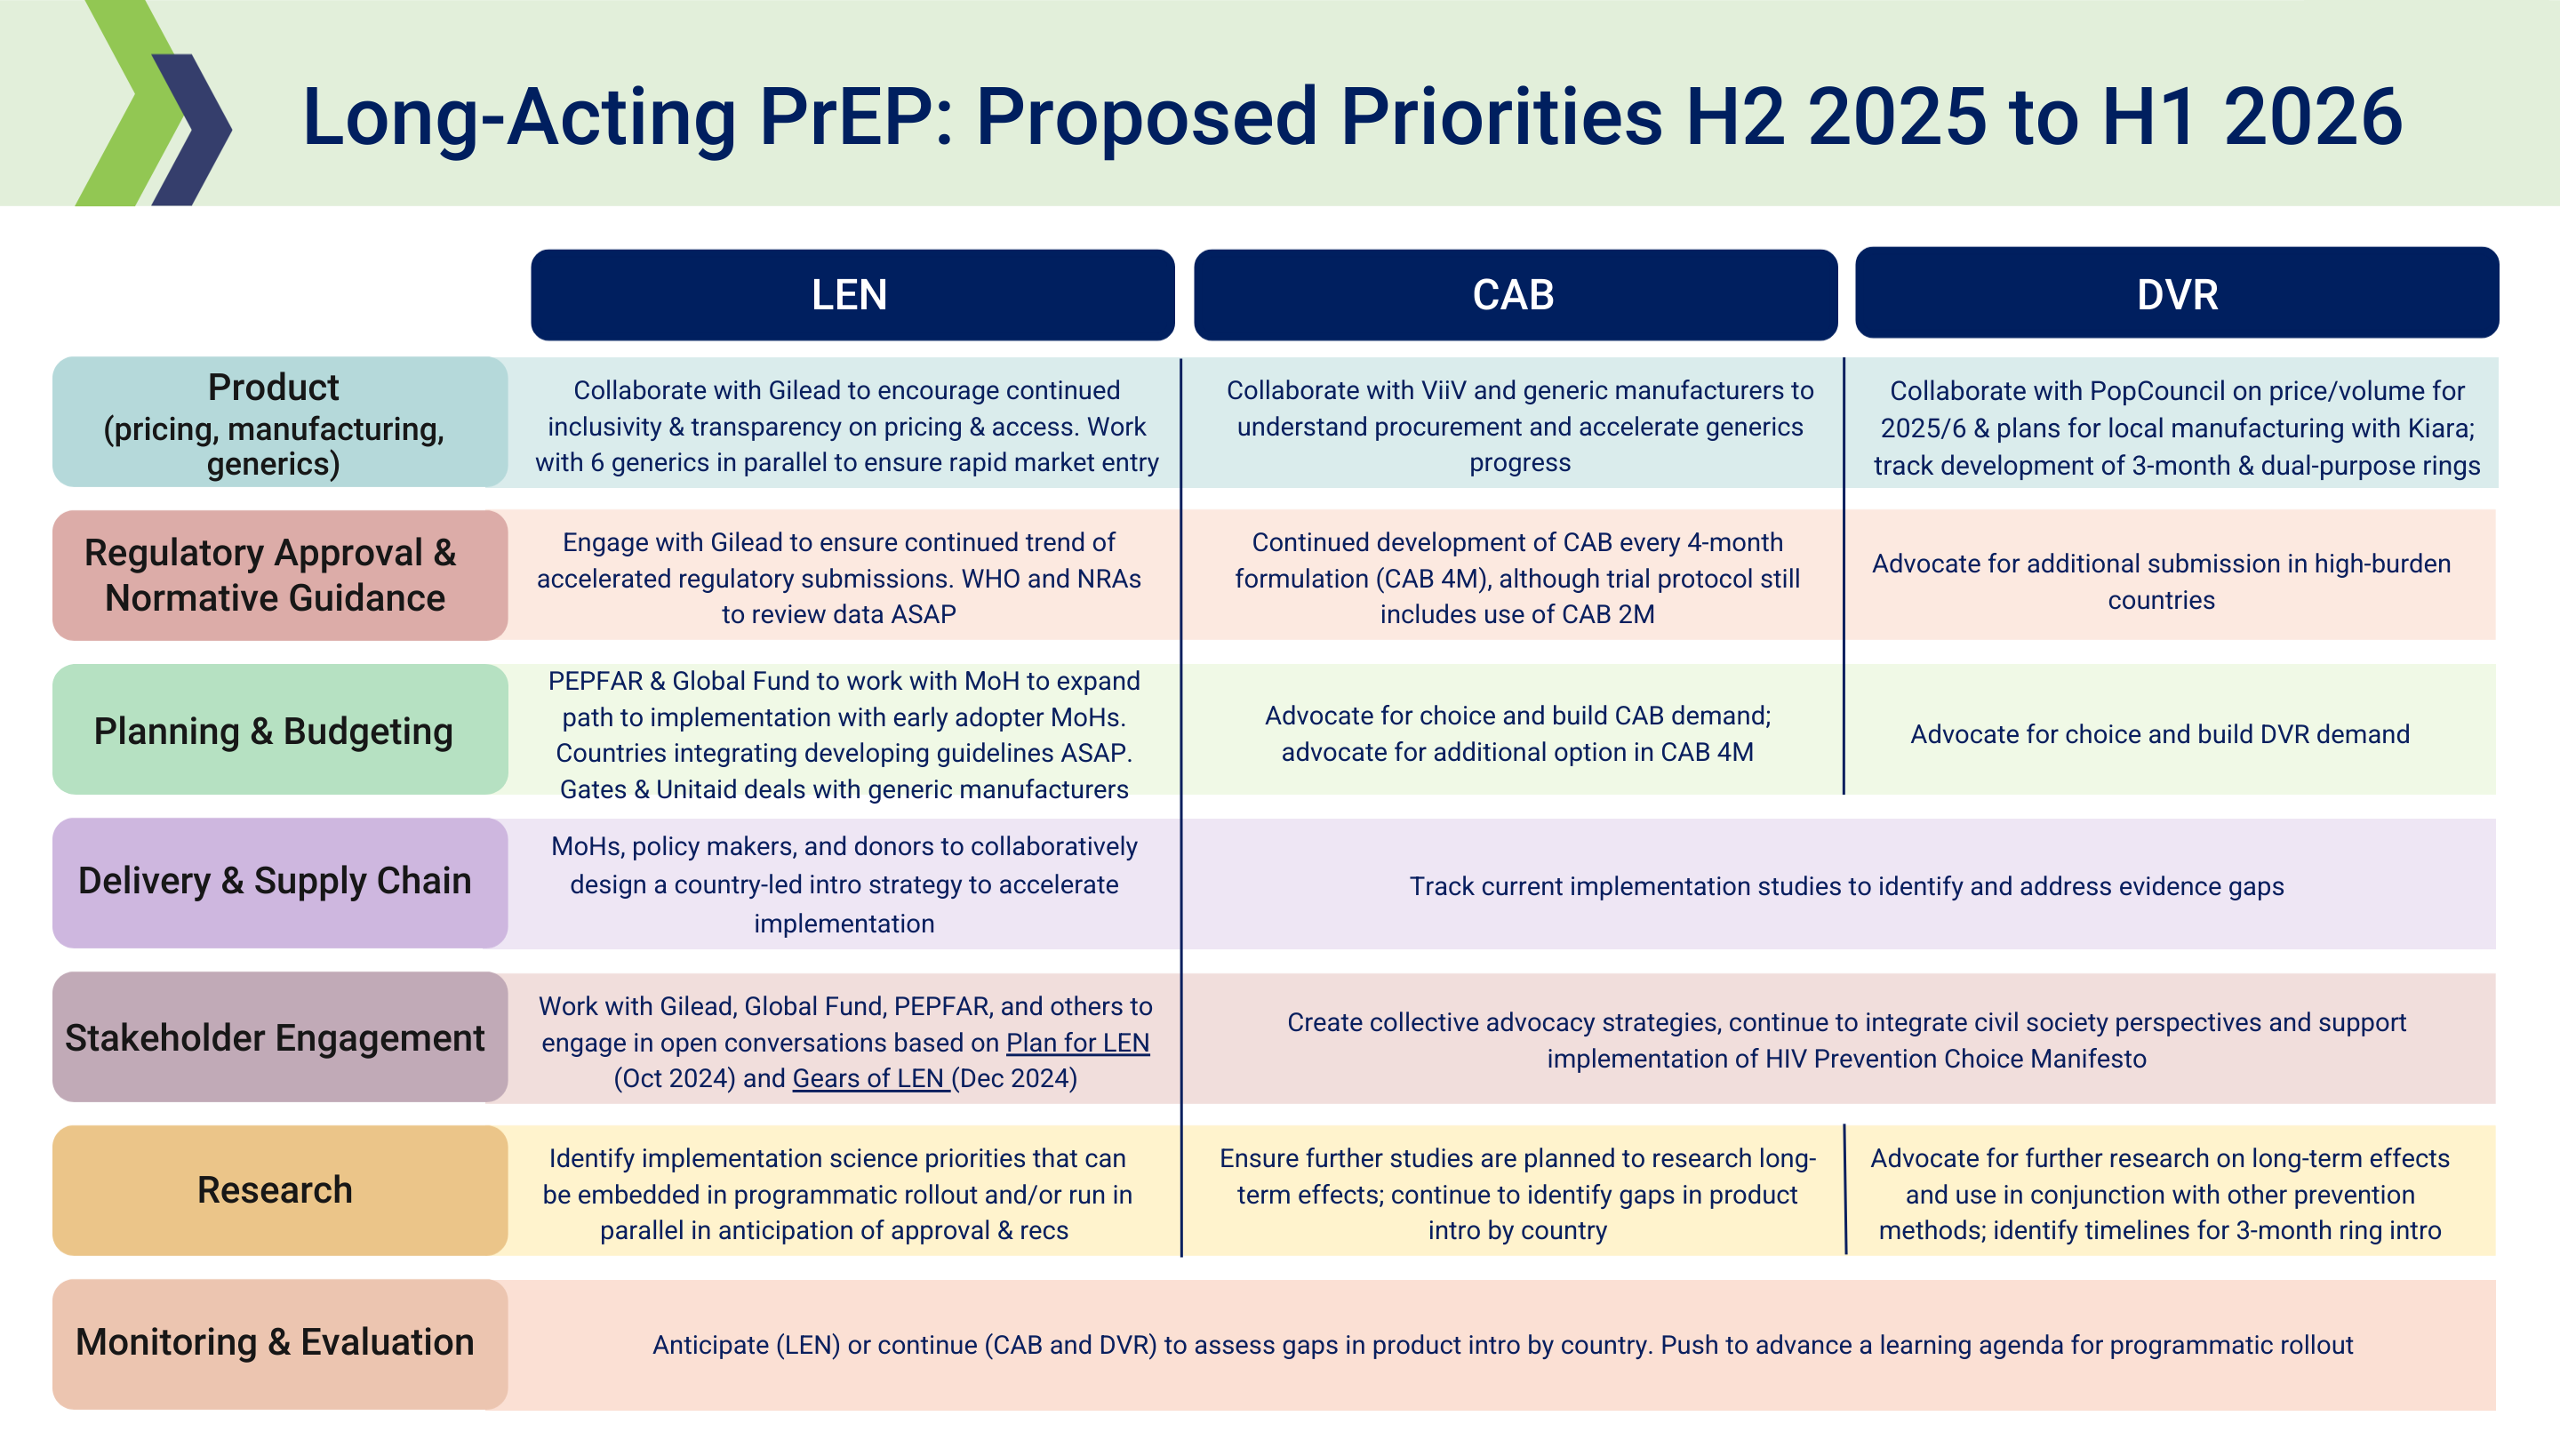 Long-Acting PrEP: Proposed Priorities H2 2025 to H1 2026
LEN
CAB
DVR
Product
(pricing, manufacturing,
generics)
Collaborate with Gilead to encourage continued
inclusivity & transparency on pricing & access. Work
with 6 generics in parallel to ensure rapid market entry
Collaborate with ViiV and generic manufacturers to
understand procurement and accelerate generics
progress
Collaborate with PopCouncil on price/volume for
2025/6 & plans for local manufacturing with Kiara;
track development of 3-month & dual-purpose rings
Regulatory Approval &
Normative Guidance
Engage with Gilead to ensure continued trend of
accelerated regulatory submissions. WHO and NRAs
to review data ASAP
Continued development of CAB every 4-month
formulation (CAB 4M), although trial protocol still
includes use of CAB 2M
Advocate for additional submission in high-burden
countries
Planning & Budgeting
PEPFAR & Global Fund to work with MoH to expand
path to implementation with early adopter MoHs.
Countries integrating developing guidelines ASAP.
Gates & Unitaid deals with generic manufacturers
Advocate for choice and build CAB demand;
advocate for additional option in CAB 4M
Advocate for choice and build DVR demand
Delivery & Supply Chain
MoHs, policy makers, and donors to collaboratively
design a country-led intro strategy to accelerate
implementation
Track current implementation studies to identify and address evidence gaps
Stakeholder Engagement
Work with Gilead, Global Fund, PEPFAR, and others to
engage in open conversations based on Plan for LEN
(Oct 2024) and Gears of LEN (Dec 2024)
Create collective advocacy strategies, continue to integrate civil society perspectives and support
implementation of HIV Prevention Choice Manifesto
Research
Identify implementation science priorities that can
be embedded in programmatic rollout and/or run in
parallel in anticipation of approval & recs
Ensure further studies are planned to research long-
term effects; continue to identify gaps in product
intro by country
Advocate for further research on long-term effects
and use in conjunction with other prevention
methods; identify timelines for 3-month ring intro
Monitoring & Evaluation
Anticipate (LEN) or continue (CAB and DVR) to assess gaps in product intro by country. Push to advance a learning agenda for programmatic rollout